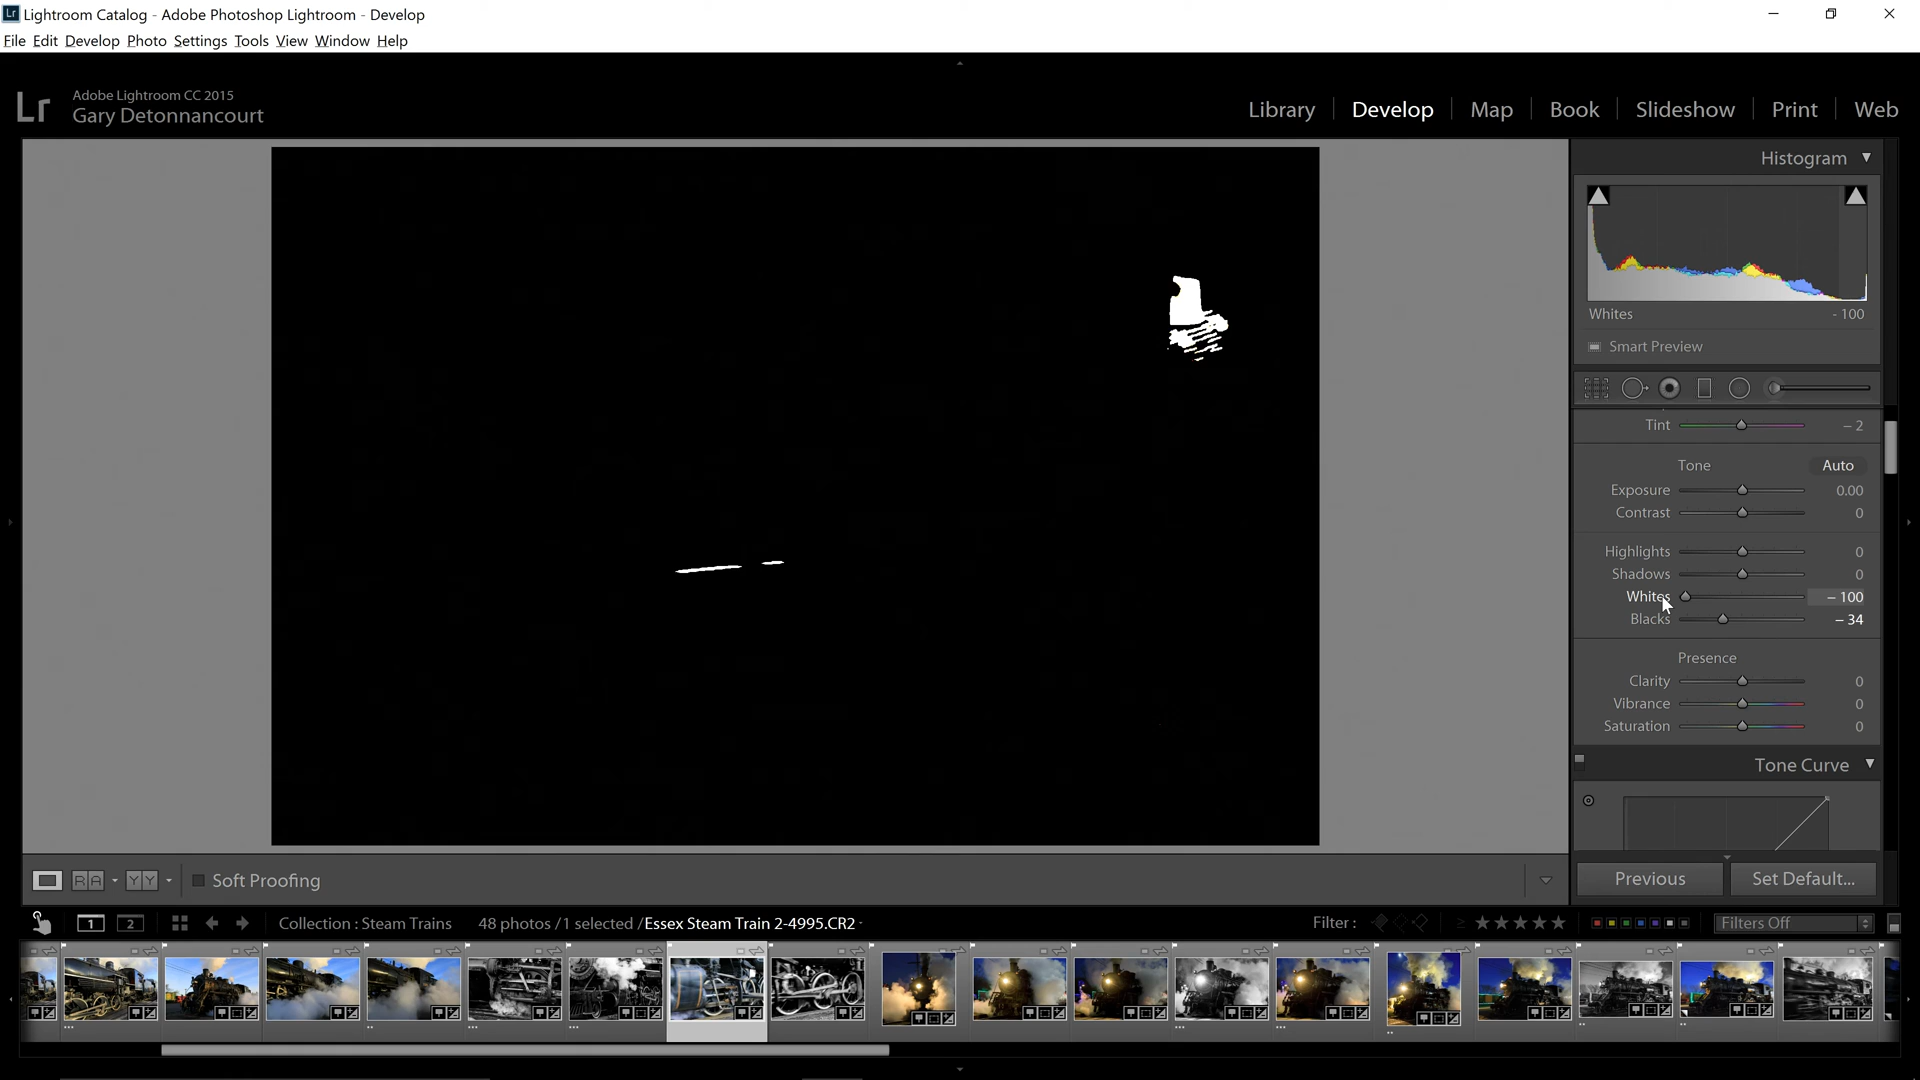 Lr Lightroom Catalog - Adobe Photoshop Lightroom - Develop
File Edit Develop Photo Settings Tools View Window Help
Lr
Adobe Lightroom CC 2015
Gary Detonnancourt
Library Develop Map Book Slideshow Print Web
Histogram
Whites - 100
Smart Preview
Tint - 2
Tone Auto
Exposure 0.00
Contrast 0
Highlights 0
Shadows 0
Whites - 100
Blacks - 34
Presence
Clarity 0
Vibrance 0
Saturation 0
Tone Curve
RA YY Soft Proofing
Previous Set Default...
1 2 Collection : Steam Trains 48 photos / 1 selected / Essex Steam Train 2-4995.CR2 Filter : ≥ ★★★★★ Filters Off